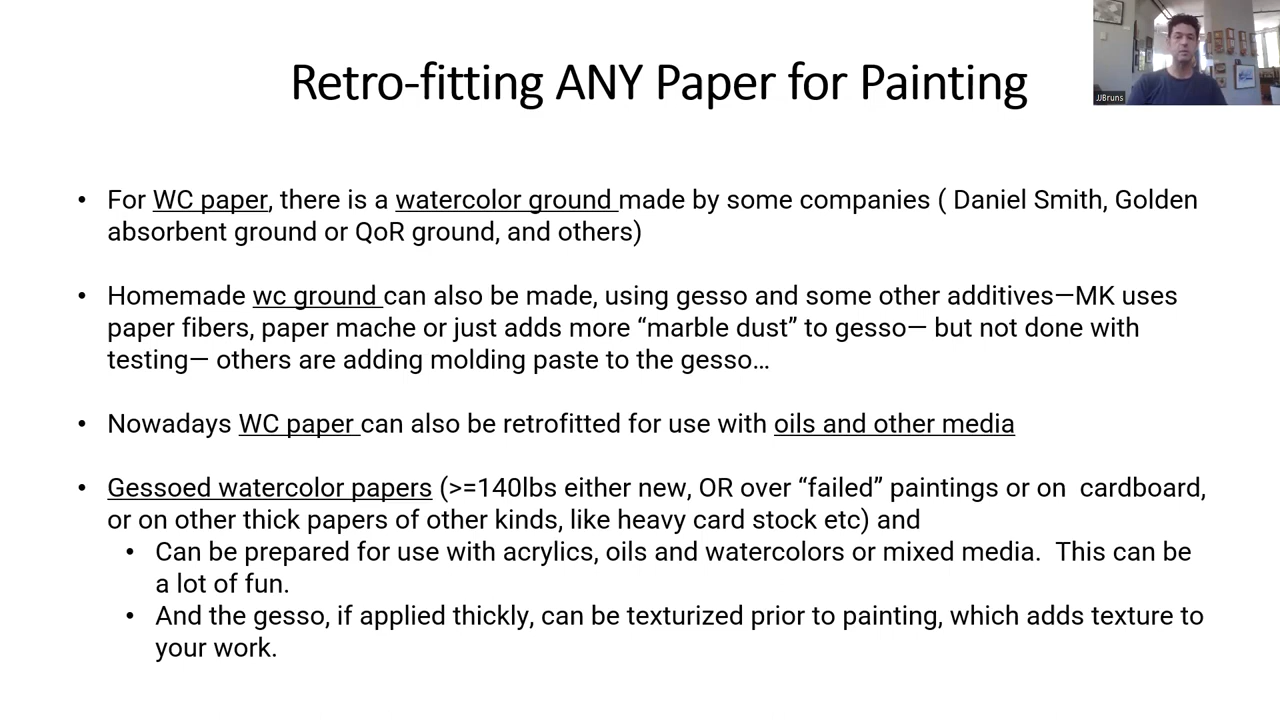 Retro-fitting ANY Paper for Painting
JJBruns
• For WC paper, there is a watercolor ground made by some companies ( Daniel Smith, Golden
absorbent ground or QoR ground, and others)
• Homemade wc ground can also be made, using gesso and some other additives—MK uses
paper fibers, paper mache or just adds more “marble dust” to gesso— but not done with
testing— others are adding molding paste to the gesso…
• Nowadays WC paper can also be retrofitted for use with oils and other media
• Gessoed watercolor papers (>=140lbs either new, OR over “failed” paintings or on  cardboard,
or on other thick papers of other kinds, like heavy card stock etc) and
• Can be prepared for use with acrylics, oils and watercolors or mixed media.  This can be
a lot of fun.
• And the gesso, if applied thickly, can be texturized prior to painting, which adds texture to
your work.